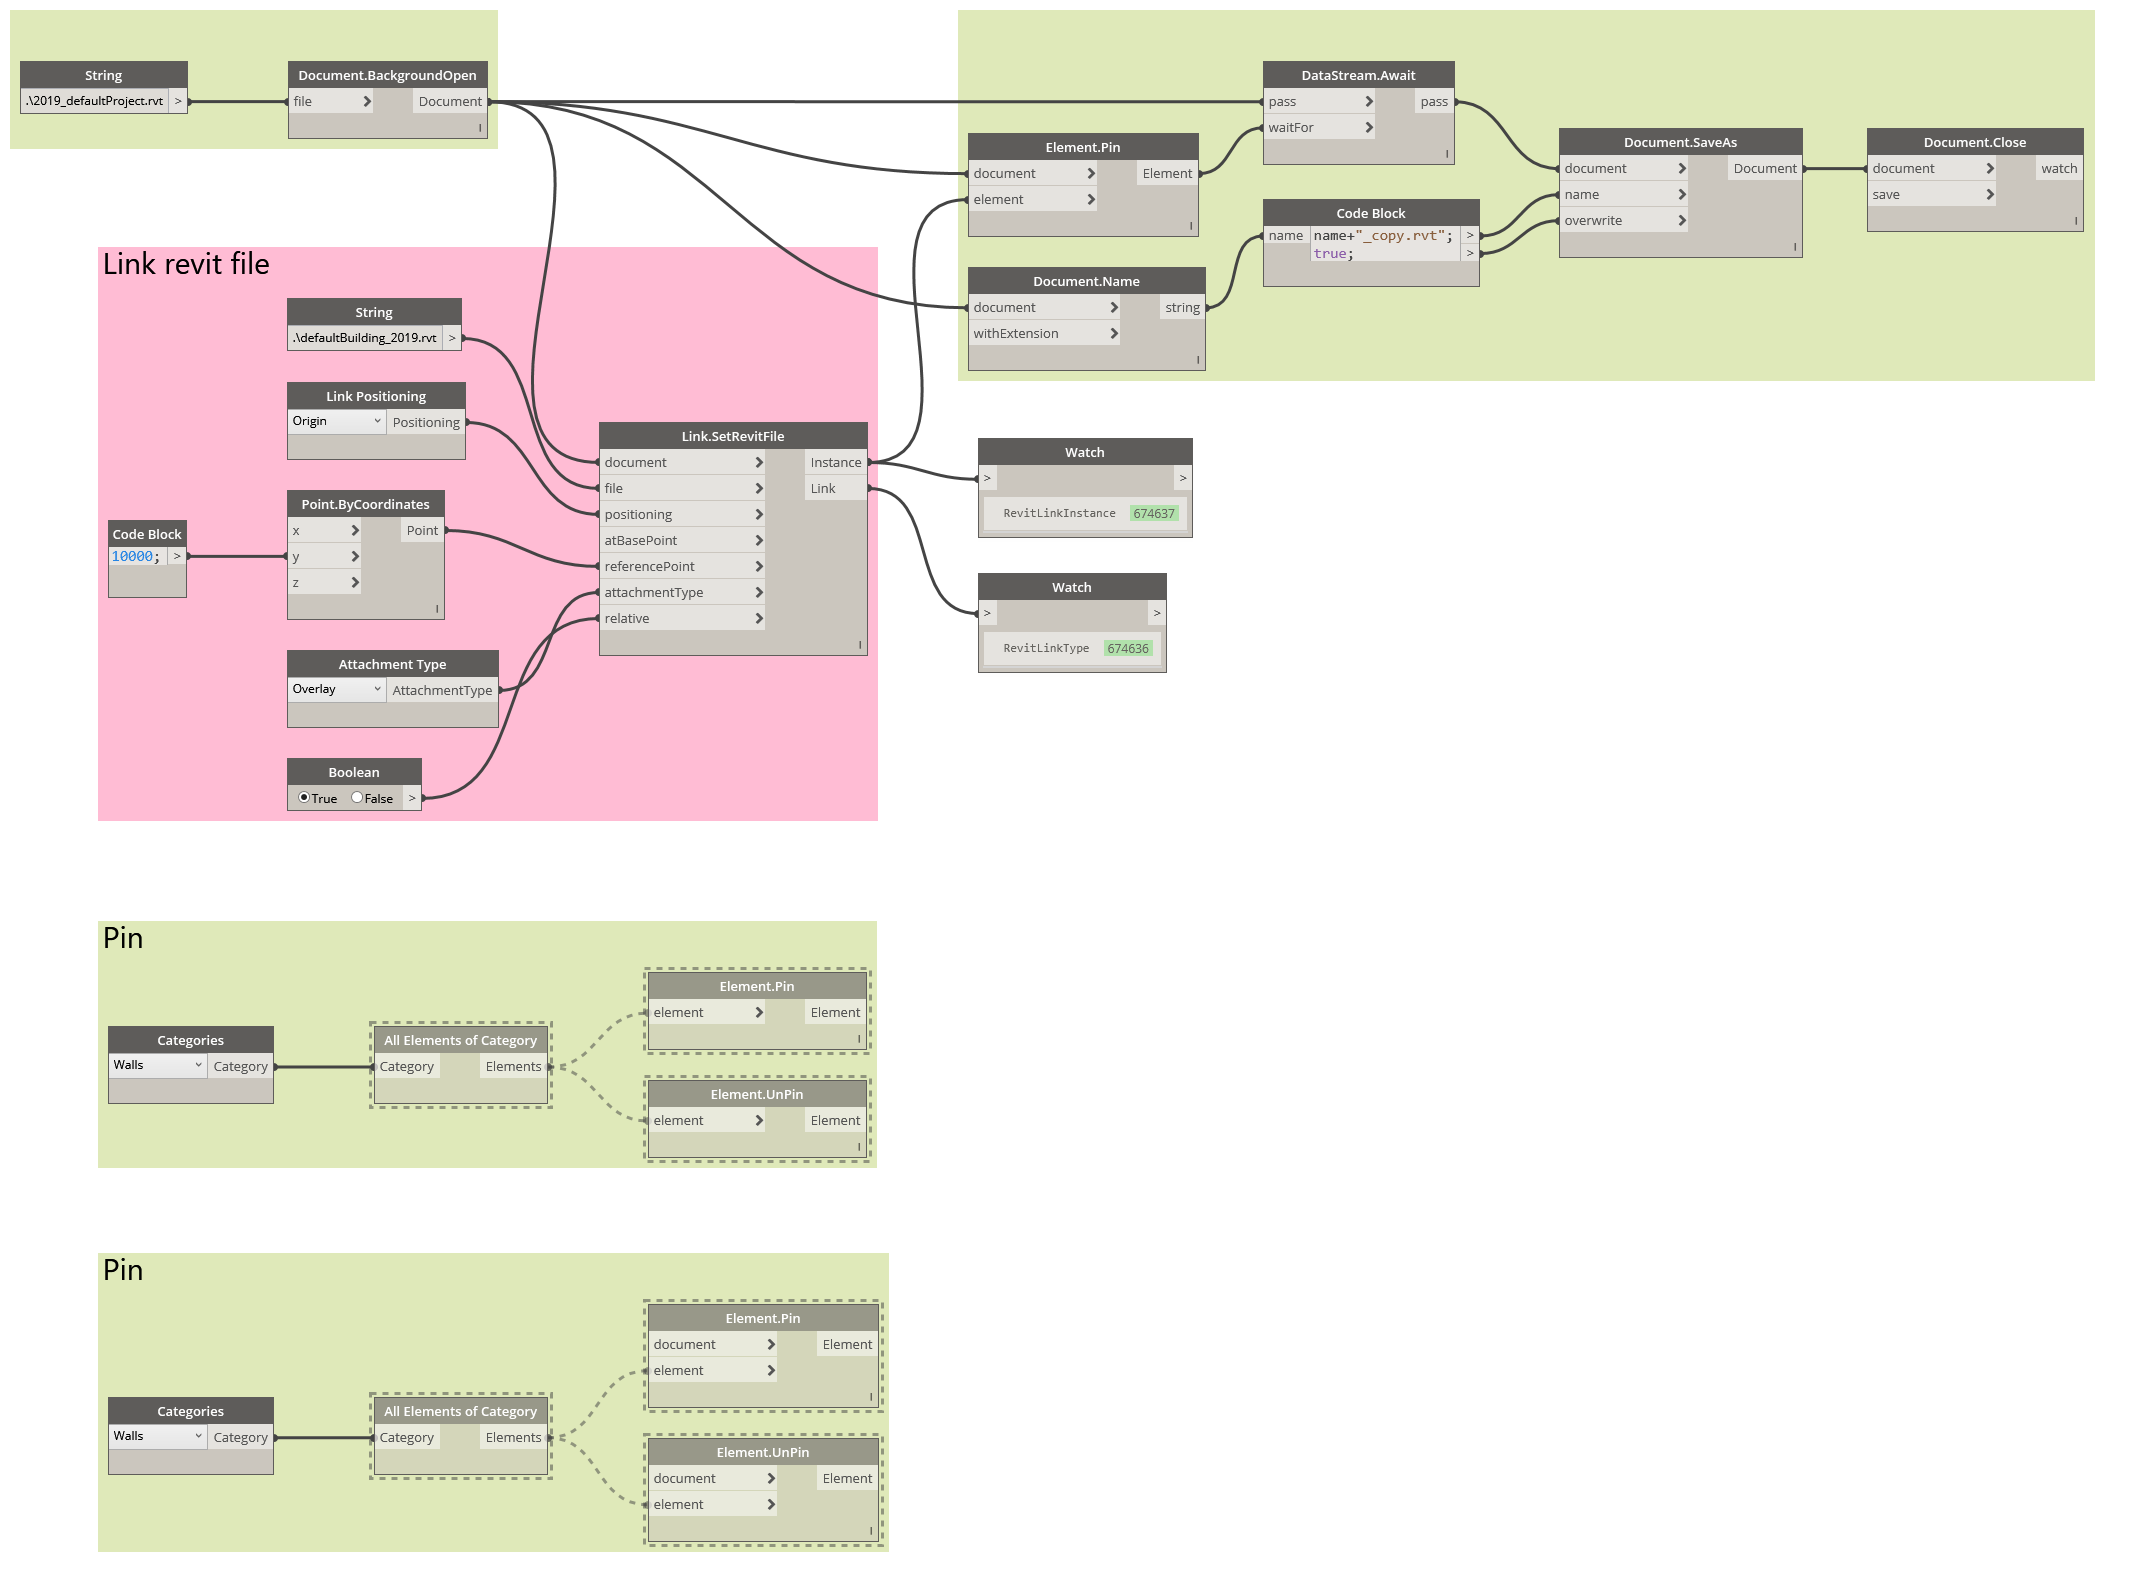 String
.\2019_defaultProject.rvt >
Document.BackgroundOpen
file Document
Link revit file
String
.\defaultBuilding_2019.rvt >
Link Positioning
Origin Positioning
Code Block
10000; >
Point.ByCoordinates
x Point
y
z
Attachment Type
Overlay AttachmentType
Boolean
True False >
Link.SetRevitFile
document Instance
file Link
positioning
atBasePoint
referencePoint
attachmentType
relative
Element.Pin
document Element
element
Document.Name
document string
withExtension
DataStream.Await
pass pass
waitFor
Code Block
name name+"_copy.rvt"; >
true; >
Document.SaveAs
document Document
name
overwrite
Document.Close
document watch
save
Watch
> >
RevitLinkInstance 674637
Watch
> >
RevitLinkType 674636
Pin
Categories
Walls Category
All Elements of Category
Category Elements
Element.Pin
element Element
Element.UnPin
element Element
Pin
Categories
Walls Category
All Elements of Category
Category Elements
Element.Pin
document Element
element
Element.UnPin
document Element
element